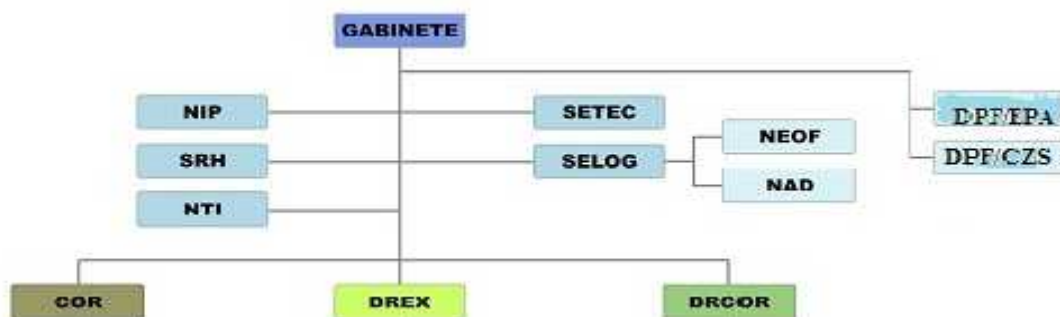 GABINETE
NIP
SETEC
DPF/EPA
NEOF
SRH
SELOG
DPF/CZS
NAD
NTI
COR
DREX
DRCOR